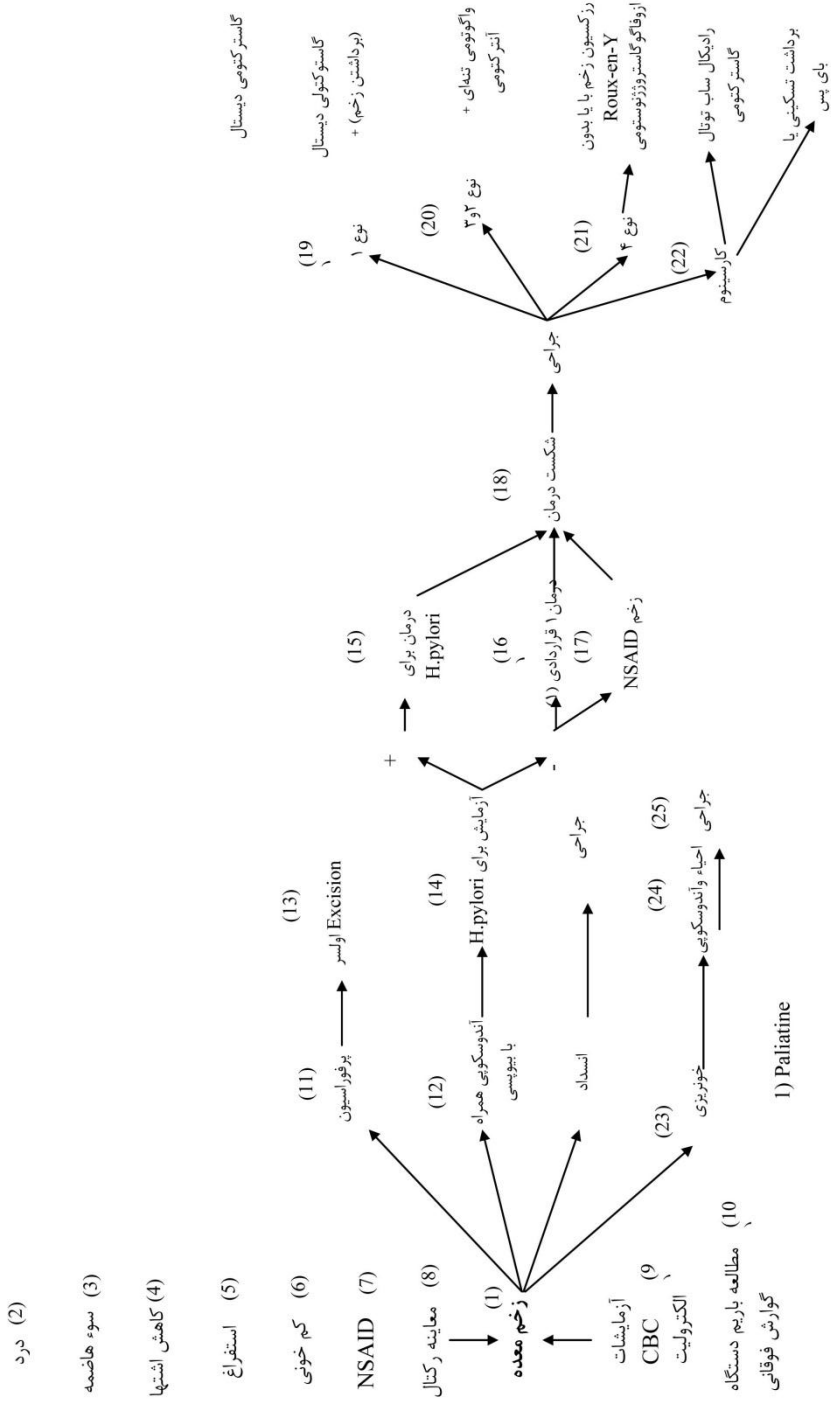 درد (2)
سوء هاضمه (3)
کاهش اشتها (4)
استفراغ (5)
کم خونی (6)
NSAID (7)
معاینه رکتال (8)
(1)
زخم معده
آزمایشات
CBC
الکترولیت
(9
مطالعه باریم دستگاه
گوارش فوقانی
(10
(11)
پرفوراسیون
(13)
Excision اولسر
(12)
آندوسکوپی همراه
با بیوپسی
(14)
آزمایش برای H.pylori
+
-
(15)
درمان برای
H.pylori
(16
درمان۱ قراردادی (۱)
(17)
زخم NSAID
(18)
شکست درمان
جراحی
(19
نوع ۱
گاسترکتومی دیستال
گاستوکتولی دیستال
+ (برداشتن زخم)
(20)
نوع ۲و۳
واگوتومی تنه‌ای +
آنترکتومی
(21)
نوع ۴
رزکسیون زخم با یا بدون
Roux-en-Y
ازوفاگوگاستروژژنوستومی
(22)
کارسینوم
رادیکال ساب توتال
گاسترکتومی
برداشت تسکینی یا
بای پس
انسداد
جراحی
(23)
خونریزی
(24)
احیاء وآندوسکوپی
(25)
جراحی
1) Paliatine